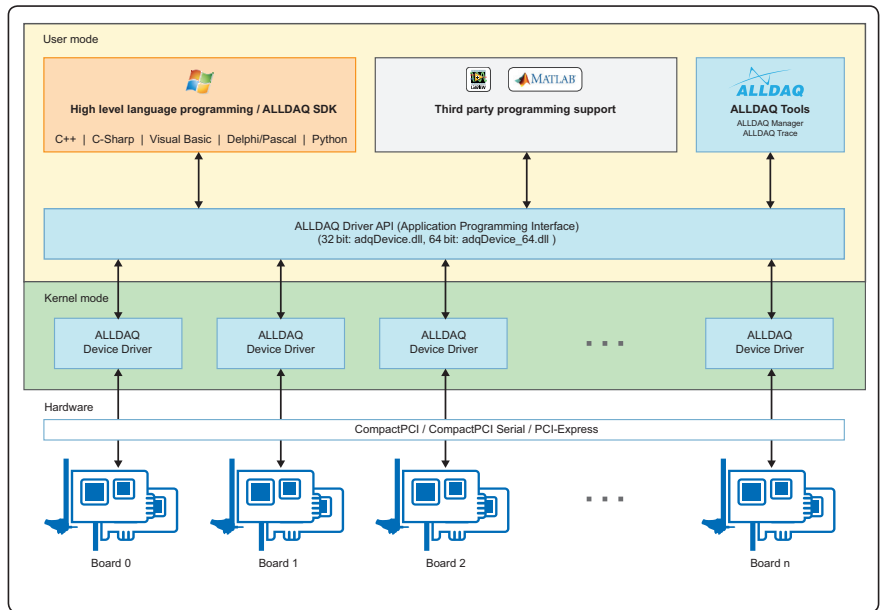 User mode
High level language programming / ALLDAQ SDK
C++ | C-Sharp | Visual Basic | Delphi/Pascal | Python
LabVIEW
MATLAB
Third party programming support
ALLDAQ
ALLDAQ Tools
ALLDAQ Manager
ALLDAQ Trace
ALLDAQ Driver API (Application Programming Interface)
(32 bit: adqDevice.dll, 64 bit: adqDevice_64.dll )
Kernel mode
ALLDAQ
Device Driver
ALLDAQ
Device Driver
ALLDAQ
Device Driver
ALLDAQ
Device Driver
Hardware
CompactPCI / CompactPCI Serial / PCI-Express
Board 0
Board 1
Board 2
Board n